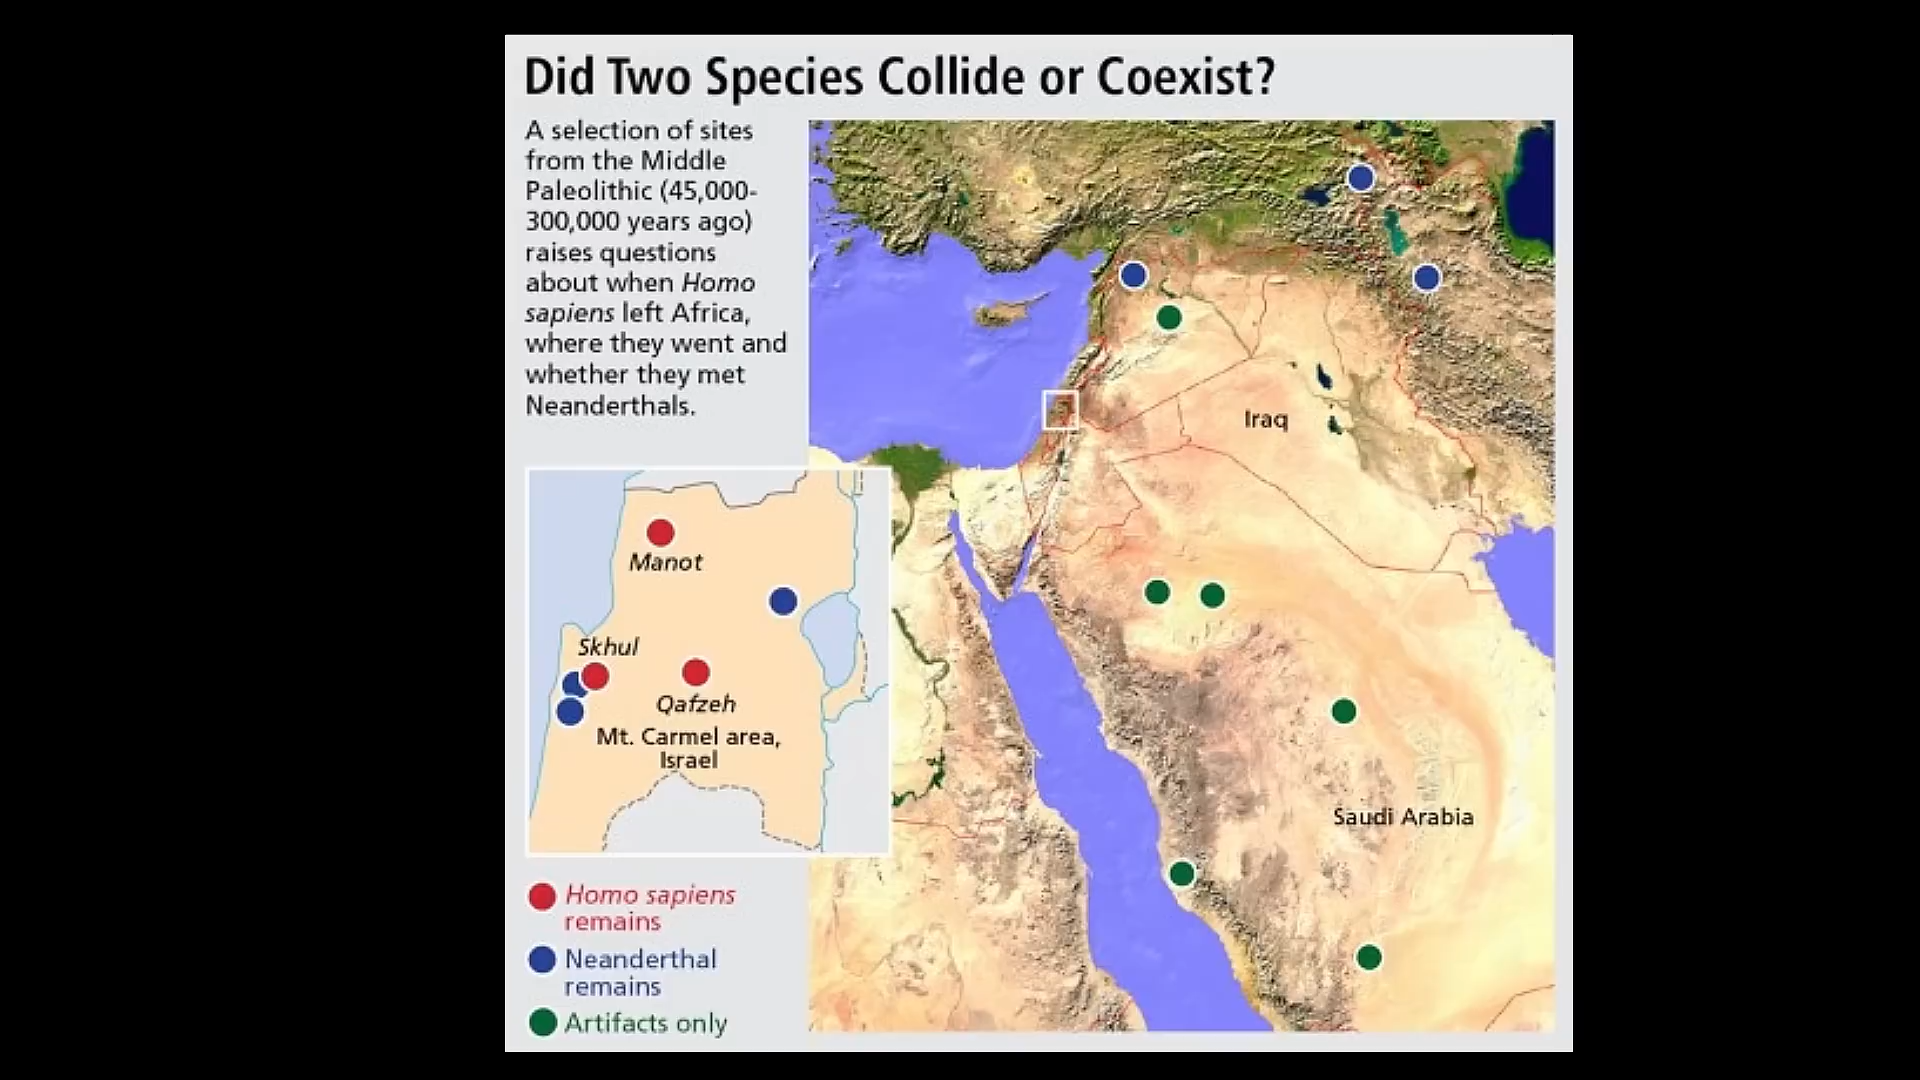 Did Two Species Collide or Coexist?
A selection of sites
from the Middle
Paleolithic (45,000-
300,000 years ago)
raises questions
about when Homo
sapiens left Africa,
where they went and
whether they met
Neanderthals.
Iraq
Saudi Arabia
Manot
Skhul
Qafzeh
Mt. Carmel area,
Israel
Homo sapiens
remains
Neanderthal
remains
Artifacts only